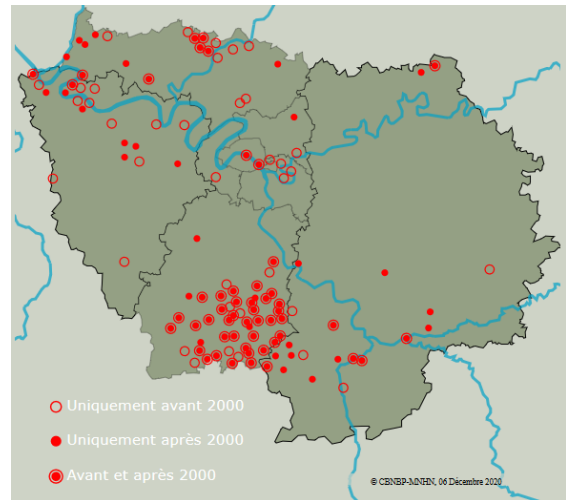 Uniquement avant 2000
Uniquement après 2000
Avant et après 2000
© CBNBP-MNHN, 06 Décembre 2020